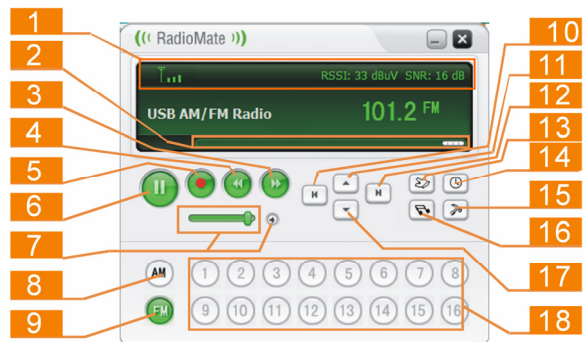 1
2
3
4
5
6
7
8
9
((( RadioMate )))
RSSI: 33 dBuV SNR: 16 dB
USB AM/FM Radio
101.2 FM
AM
1 2 3 4 5 6 7 8
FM
9 10 11 12 13 14 15 16
10
11
12
13
14
15
16
17
18